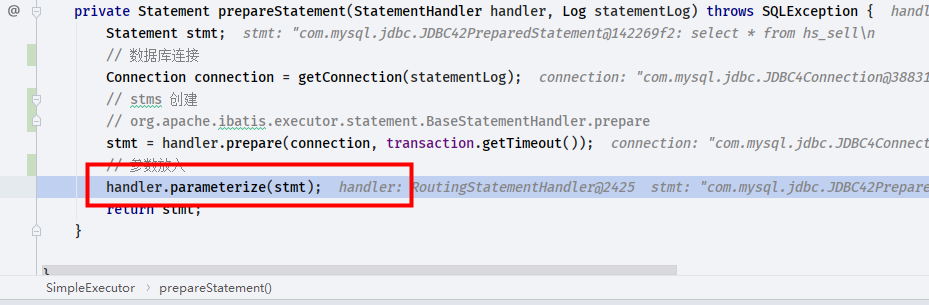 @ private Statement prepareStatement(StatementHandler handler, Log statementLog) throws SQLException {  handl
Statement stmt;  stmt: "com.mysql.jdbc.JDBC42PreparedStatement@142269f2: select * from hs_sell\n
// 数据库连接
Connection connection = getConnection(statementLog);  connection: "com.mysql.jdbc.JDBC4Connection@38831
// stms 创建
// org.apache.ibatis.executor.statement.BaseStatementHandler.prepare
stmt = handler.prepare(connection, transaction.getTimeout());  connection: "com.mysql.jdbc.JDBC4Connect
// 参数放入
handler.parameterize(stmt);  handler: RoutingStatementHandler@2425  stmt: "com.mysql.jdbc.JDBC42Prepare
return stmt;
}
}
SimpleExecutor › prepareStatement()